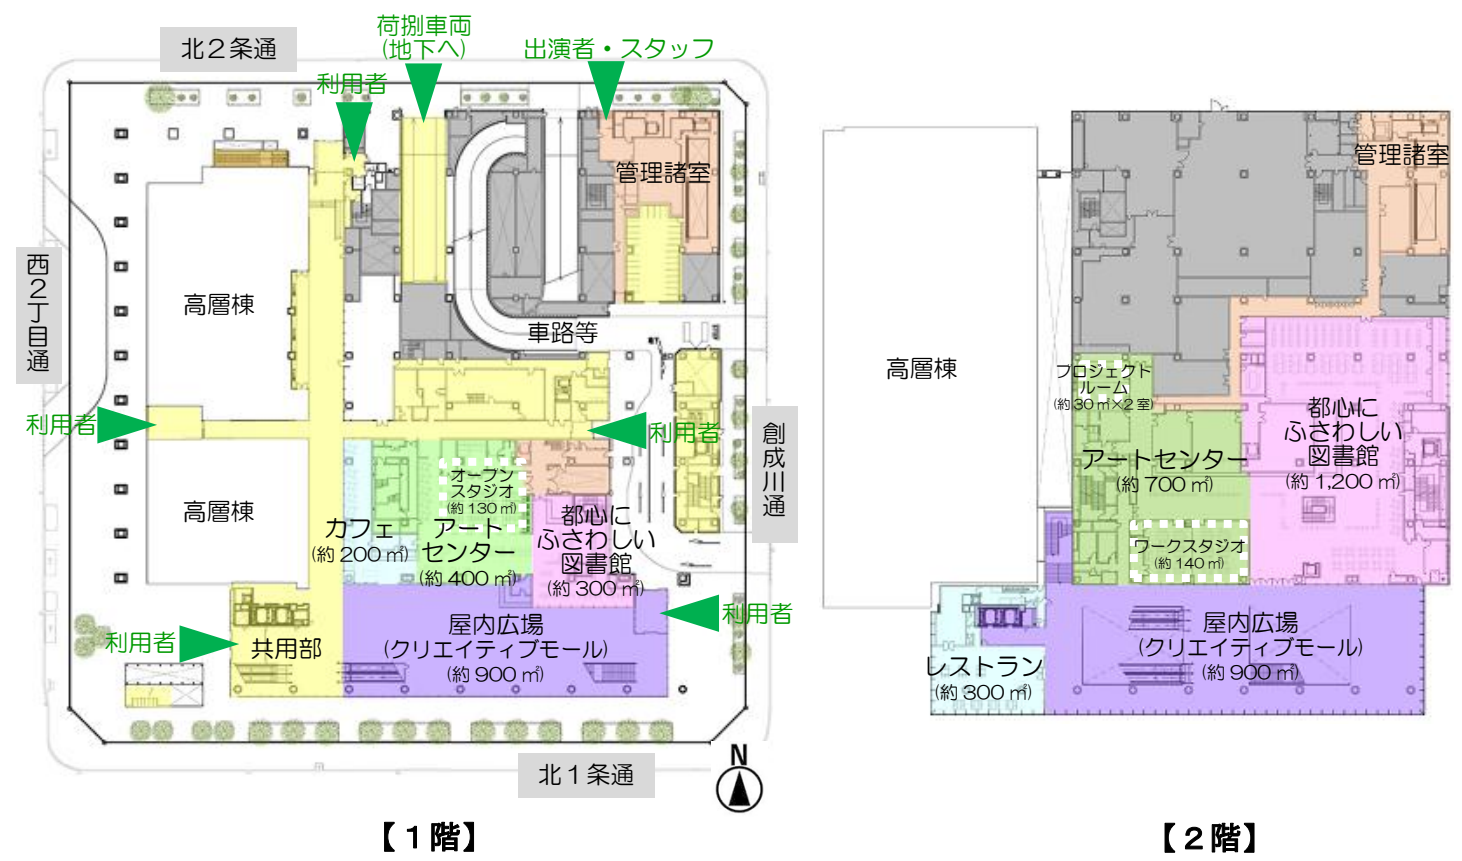 北２条通
荷捌車両
(地下へ)
出演者・スタッフ
利用者
管理諸室
西２丁目通
高層棟
車路等
利用者
利用者
創成川通
高層棟
カフェ
(約 200 ㎡)
オープン
スタジオ
(約 130 ㎡)
アート
センター
(約 400 ㎡)
都心に
ふさわしい
図書館
(約 300 ㎡)
利用者
利用者
共用部
屋内広場
(クリエイティブモール)
(約 900 ㎡)
北１条通
N
【１階】
管理諸室
高層棟
プロジェクト
ルーム
(約 30 ㎡×2 室)
アートセンター
(約 700 ㎡)
都心に
ふさわしい
図書館
(約 1,200 ㎡)
ワークスタジオ
(約 140 ㎡)
レストラン
(約 300 ㎡)
屋内広場
(クリエイティブモール)
(約 900 ㎡)
【２階】